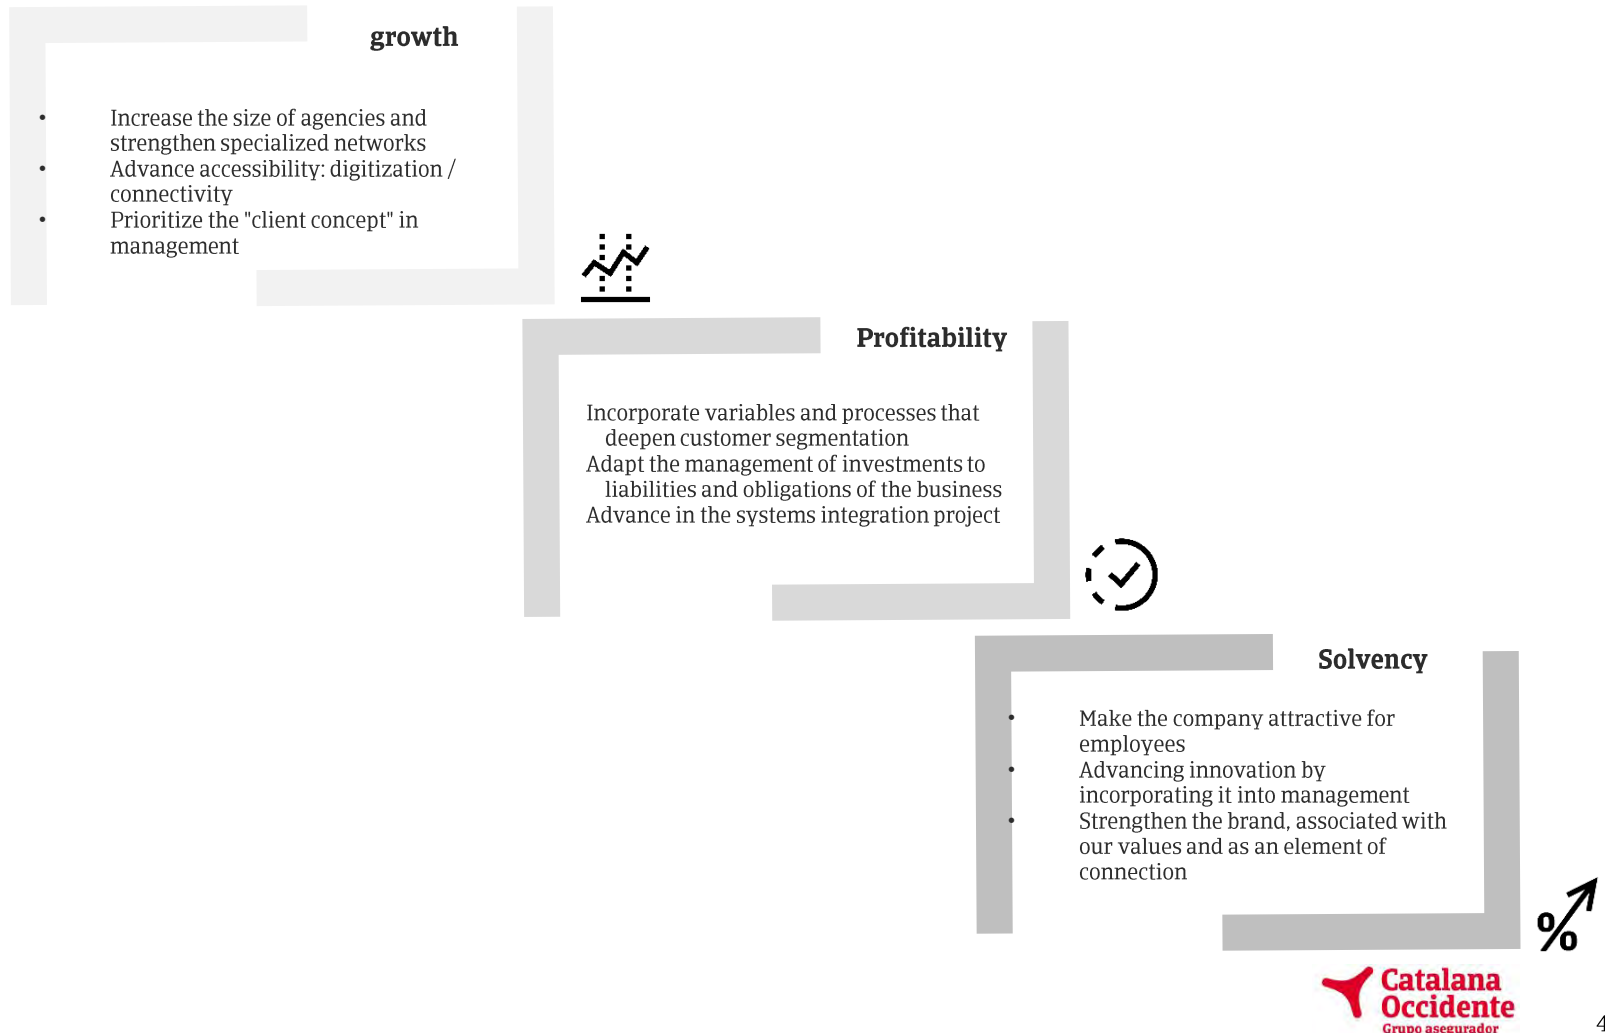 growth
• Increase the size of agencies and
strengthen specialized networks
• Advance accessibility: digitization /
connectivity
• Prioritize the "client concept" in
management
Profitability
Incorporate variables and processes that
deepen customer segmentation
Adapt the management of investments to
liabilities and obligations of the business
Advance in the systems integration project
Solvency
• Make the company attractive for
employees
• Advancing innovation by
incorporating it into management
• Strengthen the brand, associated with
our values and as an element of
connection
%
Catalana
Occidente
Grupo asegurador
4